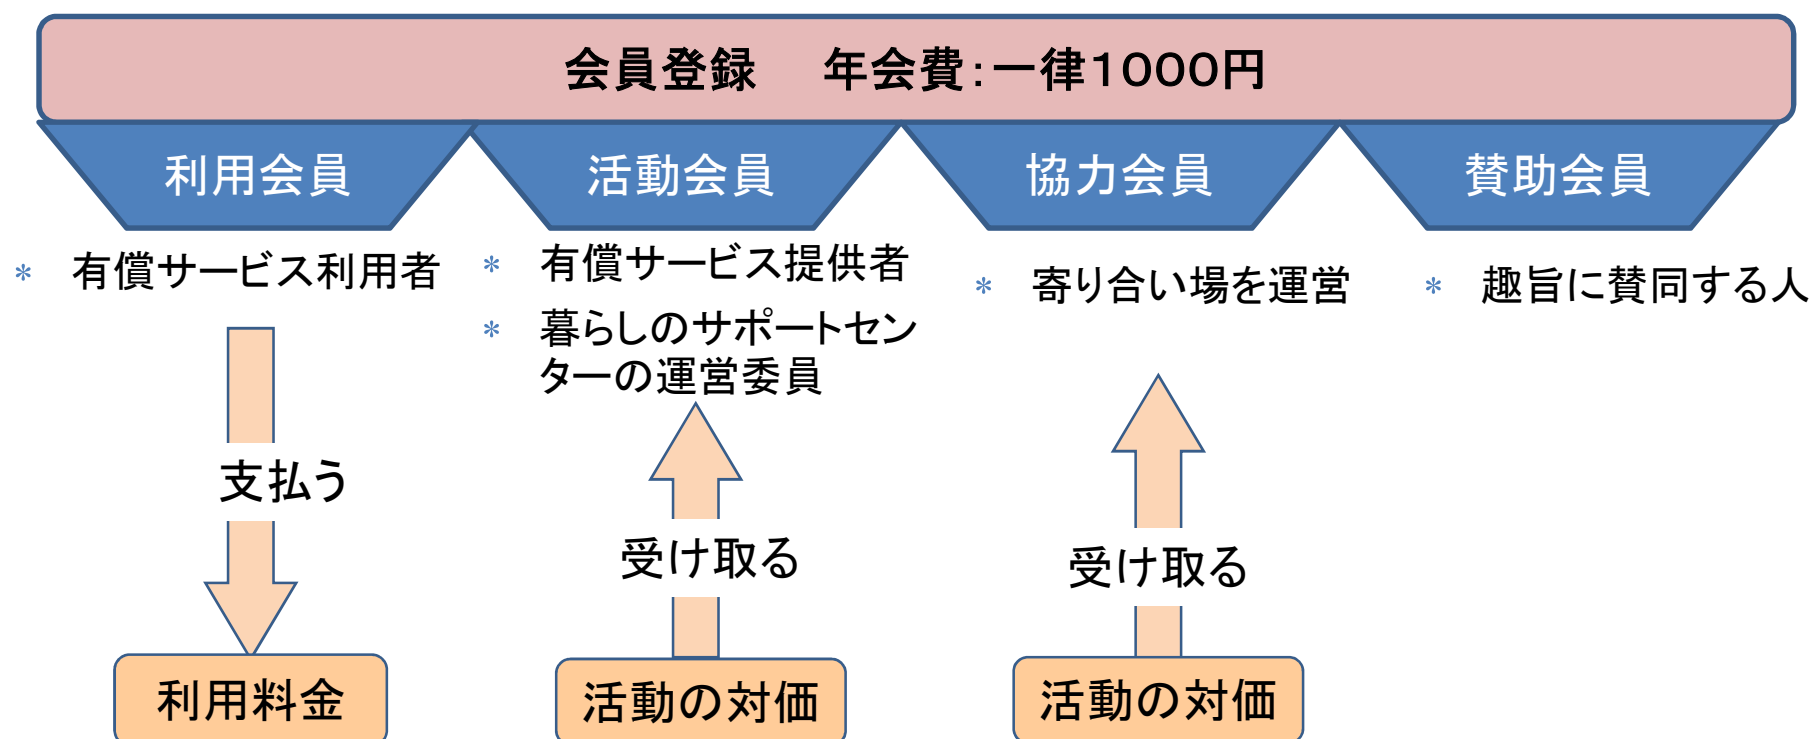 会員登録　年会費：一律1000円
利用会員
活動会員
協力会員
賛助会員
* 有償サービス利用者
* 有償サービス提供者
* 暮らしのサポートセン
ターの運営委員
* 寄り合い場を運営
* 趣旨に賛同する人
支払う
受け取る
受け取る
利用料金
活動の対価
活動の対価